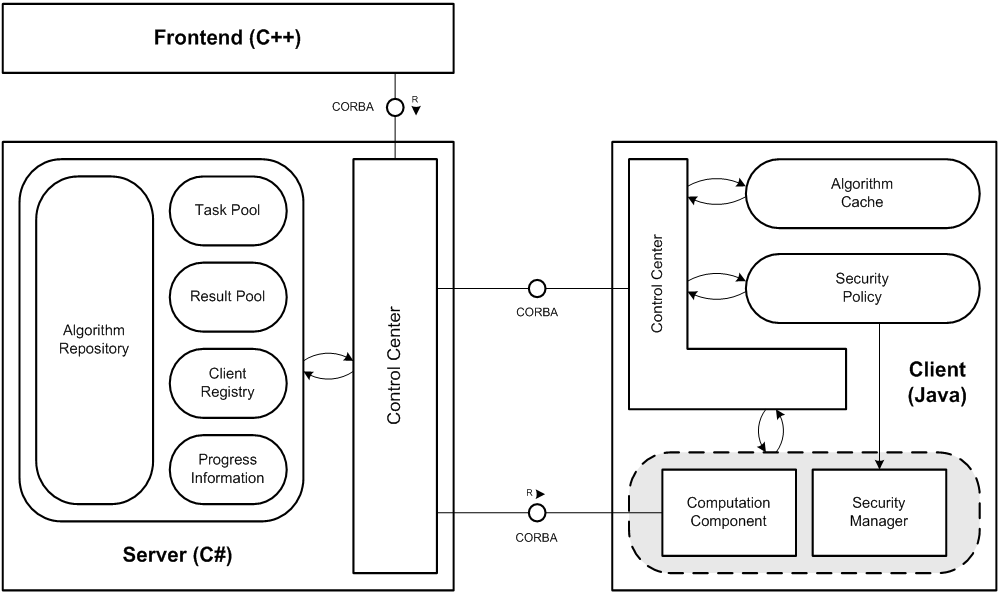 Frontend (C++)
CORBA
R
Algorithm
Repository
Task Pool
Result Pool
Client
Registry
Progress
Information
Control Center
Server (C#)
CORBA
R
CORBA
Control Center
Algorithm
Cache
Security
Policy
Client
(Java)
Computation
Component
Security
Manager